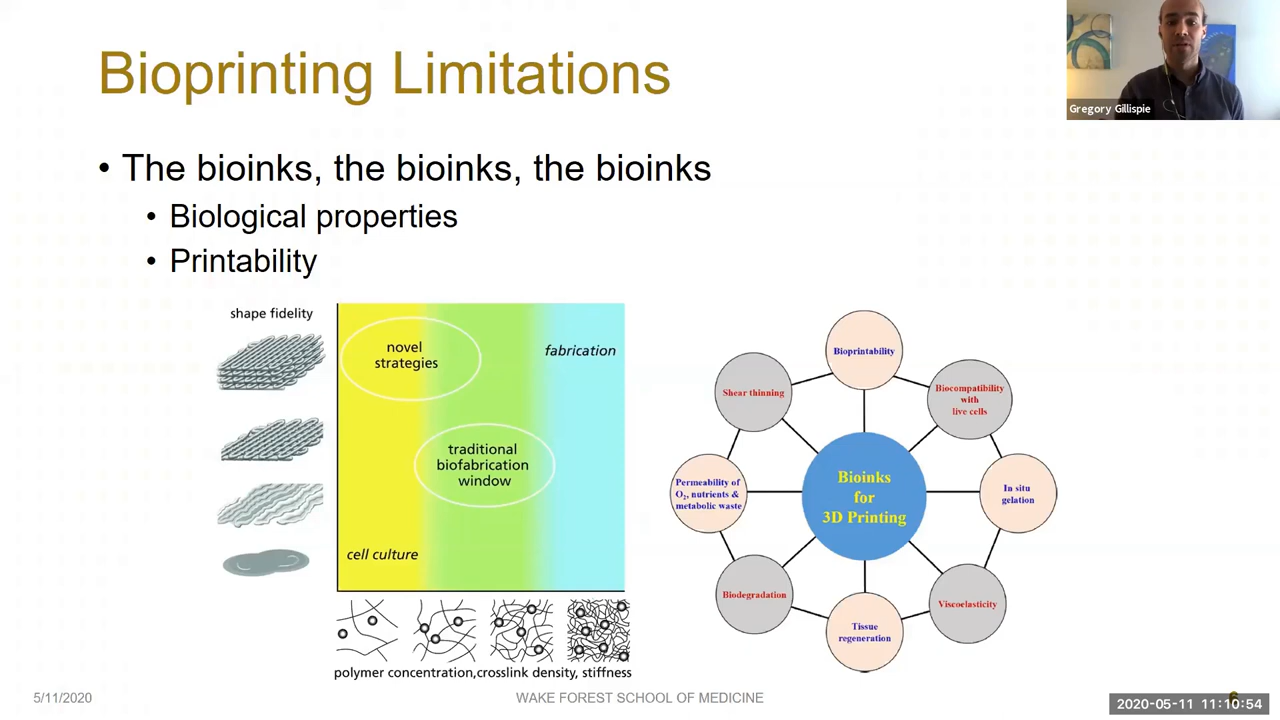 Bioprinting Limitations
Gregory Gillispie
• The bioinks, the bioinks, the bioinks
• Biological properties
• Printability
shape fidelity
novel
strategies
fabrication
traditional
biofabrication
window
cell culture
polymer concentration,crosslink density, stiffness
Bioprintability
Shear thinning
Biocompatibility
with
live cells
Permeability of
O2, nutrients &
metabolic waste
Bioinks
for
3D Printing
In situ
gelation
Biodegradation
Viscoelasticity
Tissue
regeneration
5/11/2020
WAKE FOREST SCHOOL OF MEDICINE
6
2020-05-11 11:10:54